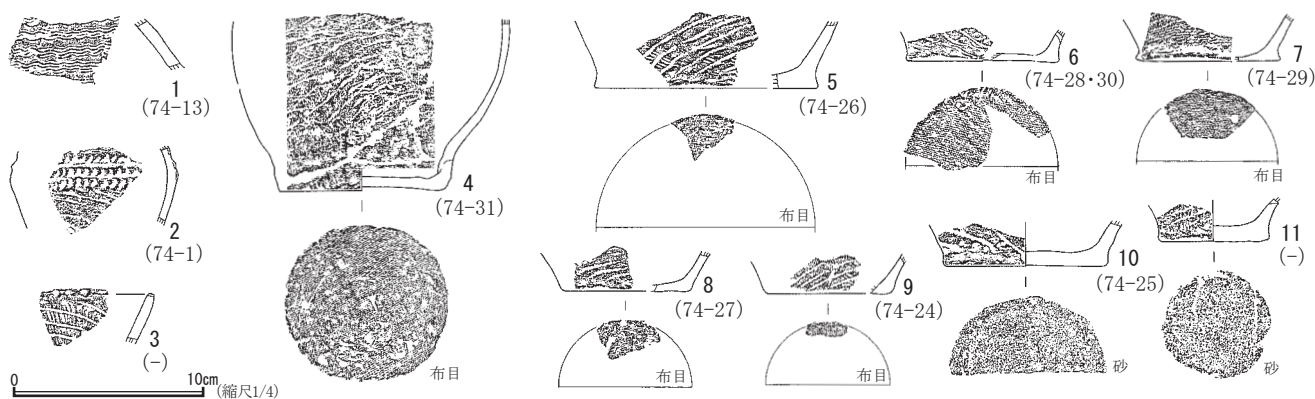 1
(74-13)
2
(74-1)
3
(-)
0 10cm (縮尺1/4)
4
(74-31)
布目
5
(74-26)
布目
6
(74-28・30)
布目
7
(74-29)
布目
8
(74-27)
布目
9
(74-24)
布目
10
(74-25)
砂
11
(-)
砂